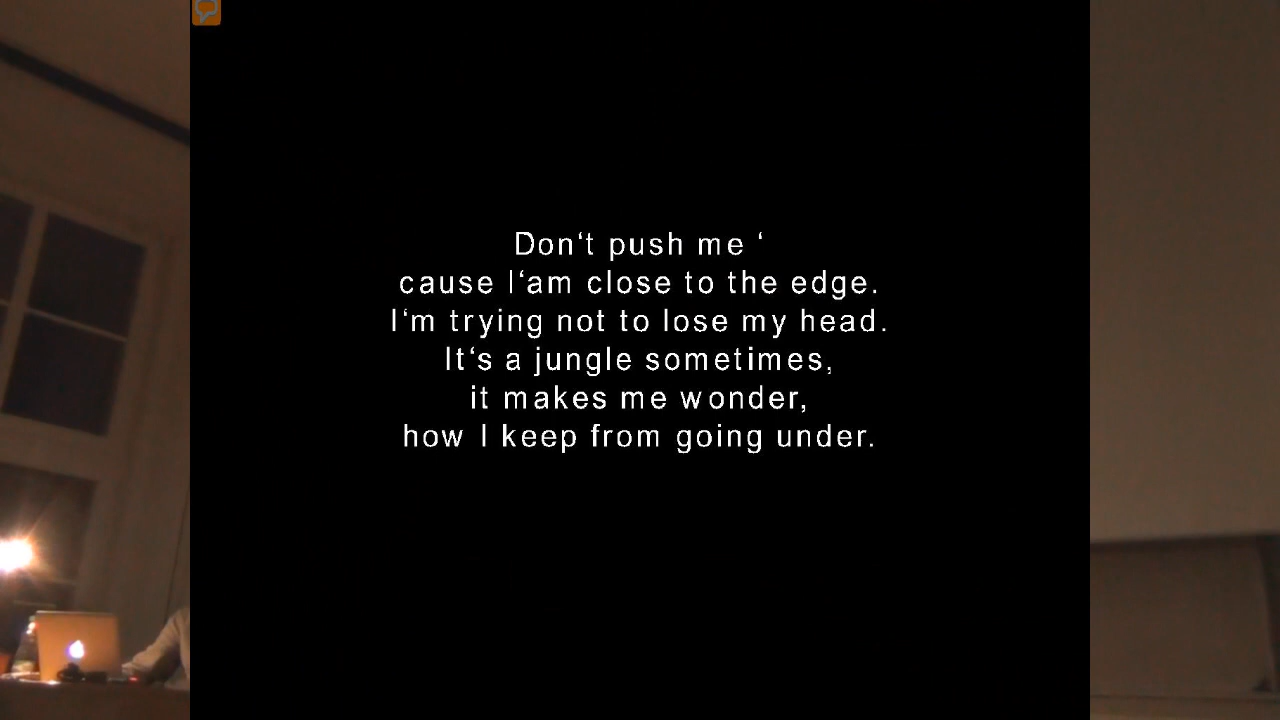 Don‘t push me ‘
cause I‘am close to the edge.
I‘m trying not to lose my head.
It‘s a jungle sometimes,
it makes me wonder,
how I keep from going under.